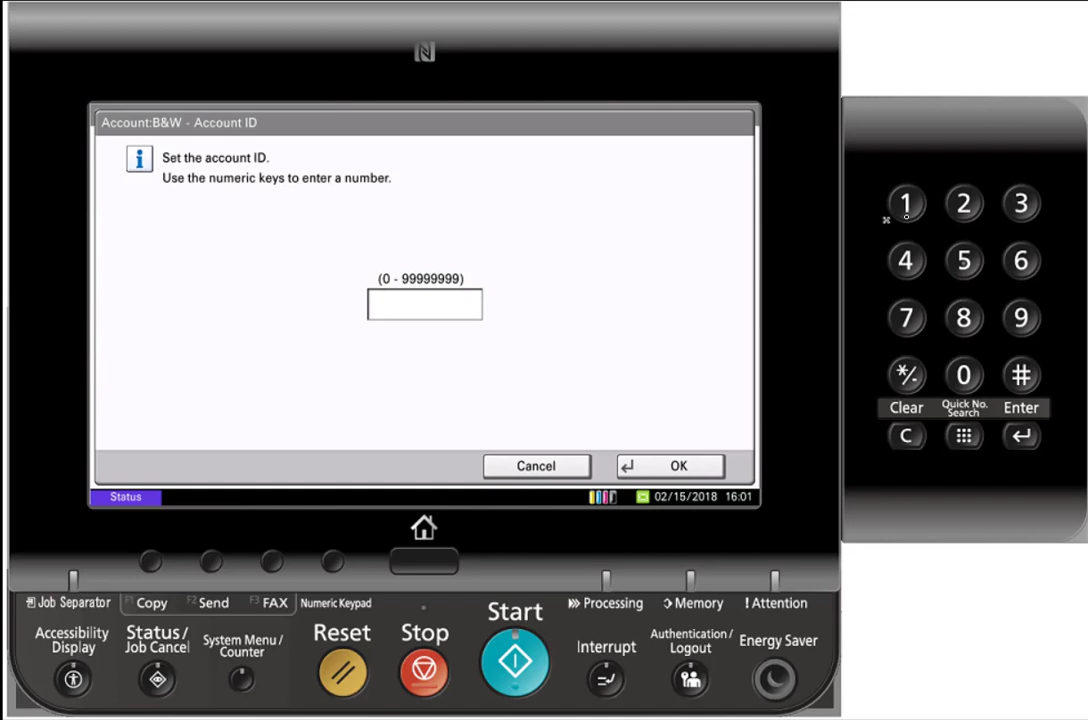 Account:B&W - Account ID
Set the account ID.
Use the numeric keys to enter a number.
(0 - 99999999)
Cancel
OK
Status
02/15/2018 16:01
1 2 3
4 5 6
7 8 9
*/. 0 #
Clear Quick No. Search Enter
C
Job Separator
F1 Copy F2 Send F3 FAX
Numeric Keypad
Start
Processing
Memory
! Attention
Accessibility Display
Status/ Job Cancel
System Menu/ Counter
Reset
Stop
Interrupt
Authentication/ Logout
Energy Saver